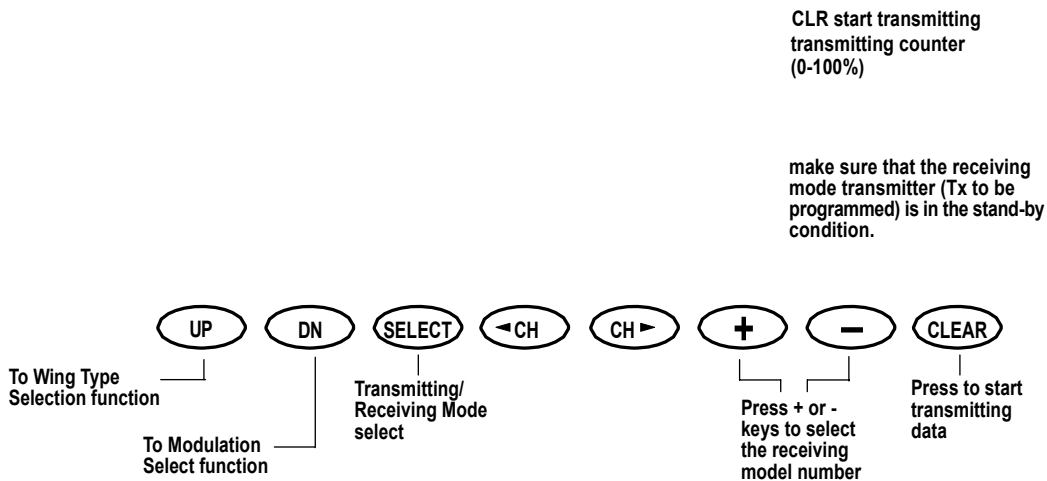 CLR start transmitting
transmitting counter
(0-100%)
make sure that the receiving
mode transmitter (Tx to be
programmed) is in the stand-by
condition.
UP
DN
SELECT
◄CH
CH►
+
−
CLEAR
To Wing Type
Selection function
To Modulation
Select function
Transmitting/
Receiving Mode
select
Press + or -
keys to select
the receiving
model number
Press to start
transmitting
data